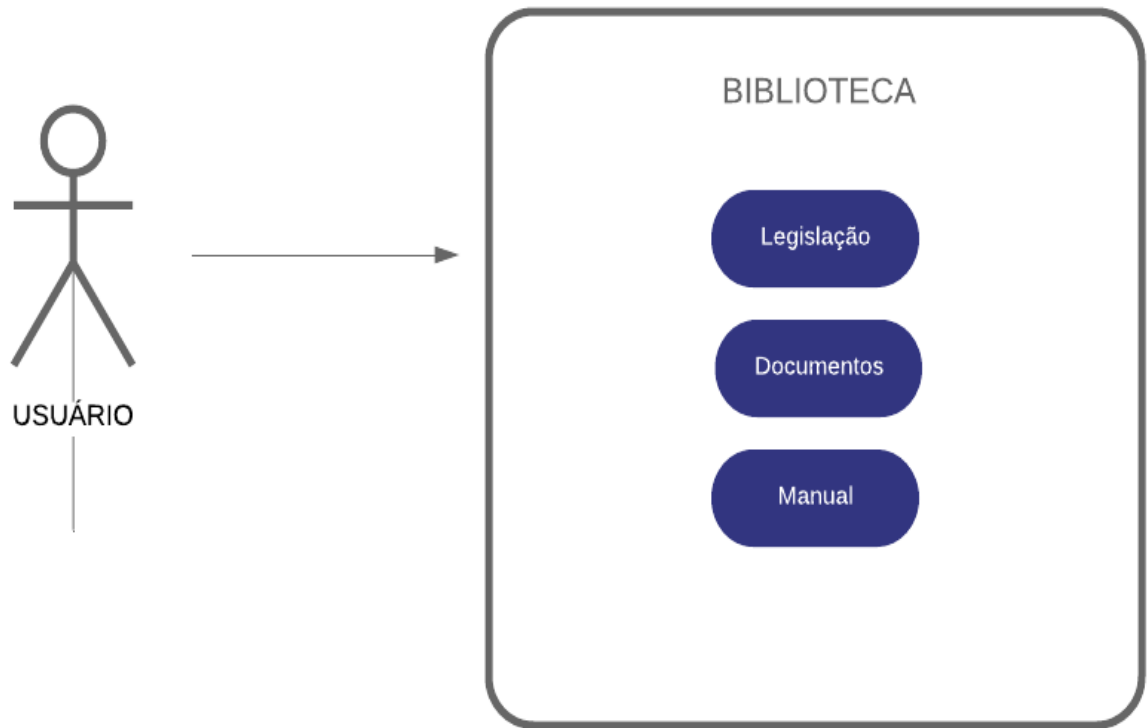 BIBLIOTECA
Legislação
Documentos
Manual
USUÁRIO